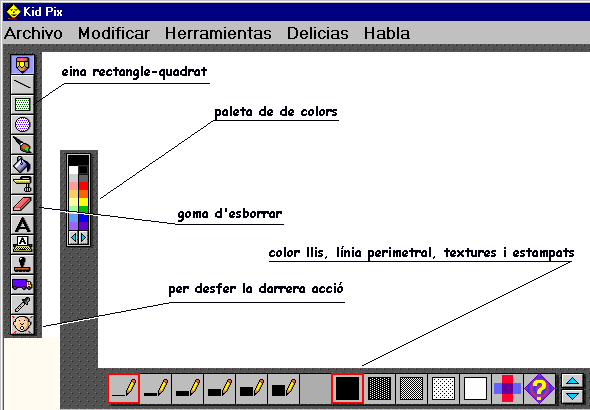 Kid Pix
Archivo Modificar Herramientas Delicias Habla
eina rectangle-quadrat
paleta de de colors
goma d'esborrar
color llis, línia perimetral, textures i estampats
per desfer la darrera acció
A
?